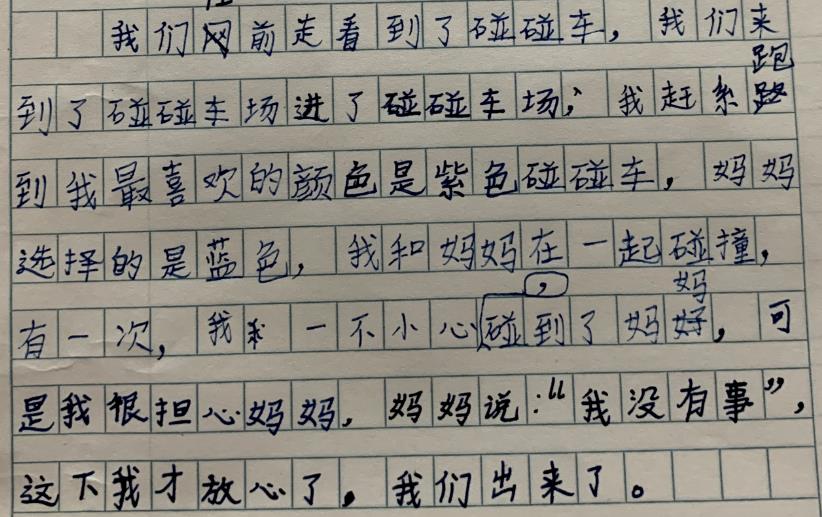 我们网前走看到了碰碰车，我们来
到了碰碰车场进了碰碰车场，我赶紧跑
到我最喜欢的颜色是紫色碰碰车，妈妈
选择的是蓝色，我和妈妈在一起碰撞，
有一次，我一不小心，碰到了妈妈，可
是我很担心妈妈，妈妈说：“我没有事”，
这下我才放心了，我们出来了。